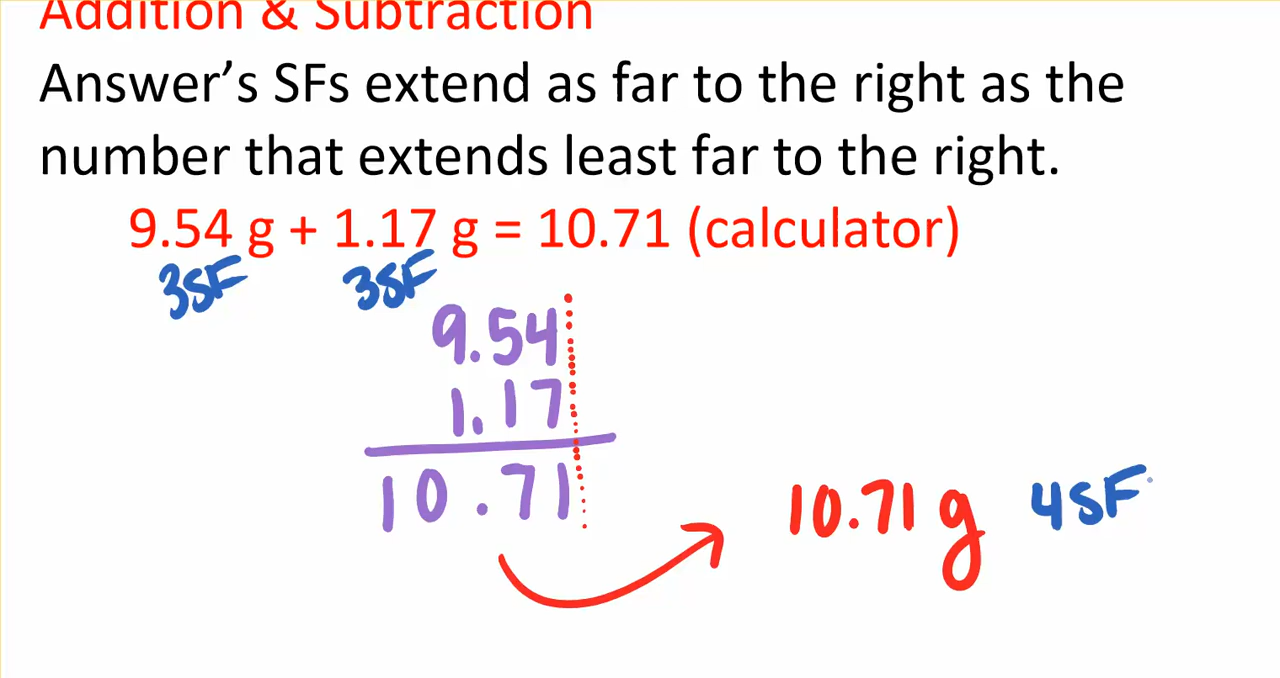 Addition & Subtraction
Answer’s SFs extend as far to the right as the
number that extends least far to the right.
9.54 g + 1.17 g = 10.71 (calculator)
3SF 3SF
9.54
1.17
10.71
10.71 g 4SF